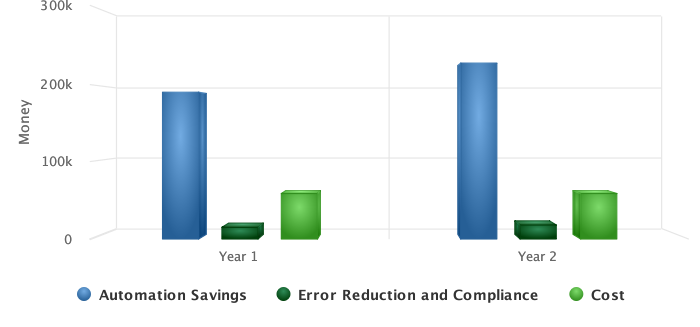 300k
200k
Money
100k
0
Year 1
Year 2
Automation Savings
Error Reduction and Compliance
Cost